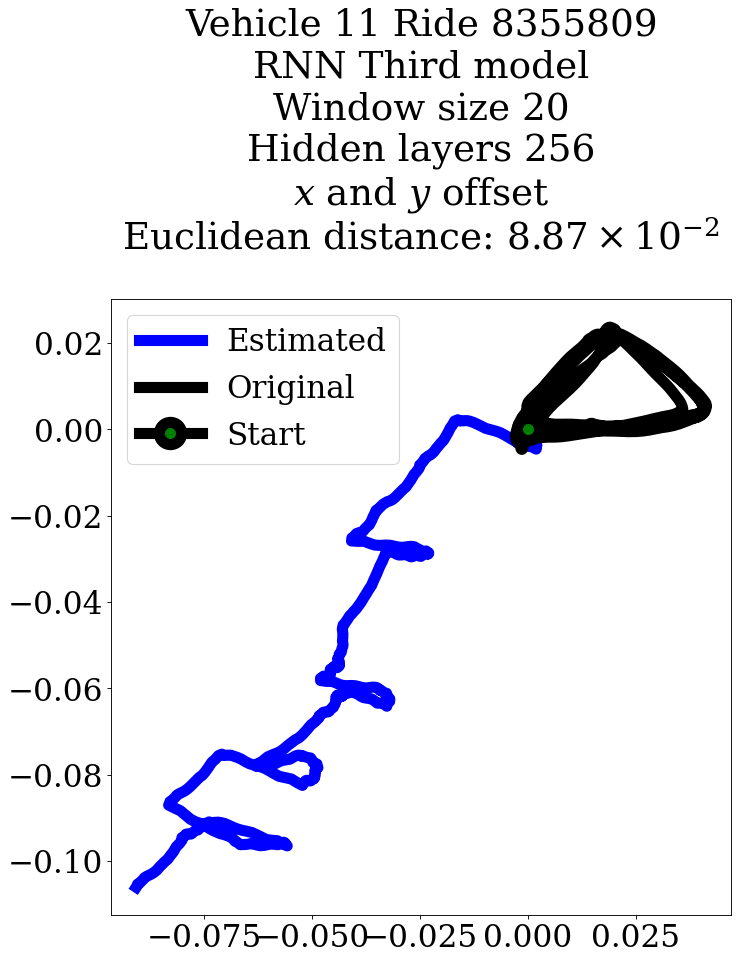 Vehicle 11 Ride 8355809
RNN Third model
Window size 20
Hidden layers 256
x and y offset
Euclidean distance: 8.87 × 10⁻²
Estimated
Original
Start
0.02
0.00
−0.02
−0.04
−0.06
−0.08
−0.10
−0.075 −0.050 −0.025 0.000 0.025